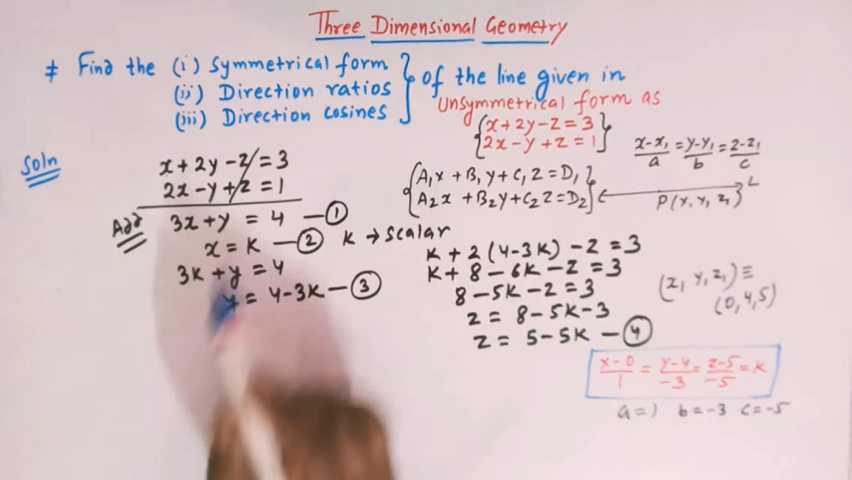 Three Dimensional Geometry
# Find the (i) Symmetrical form
(ii) Direction ratios
(iii) Direction cosines
of the line given in
Unsymmetrical form as
x+2y-z=3
2x-y+z=1
Soln
x+2y-z=3
2x-y+z=1
Add 3x+y = 4 — ①
x = k — ② k → scalar
3k+y = 4
y = 4-3k — ③
A₁x + B₁y + C₁z = D₁
A₂x + B₂y + C₂z = D₂
x-x₁/a = y-y₁/b = z-z₁/c
L
P(x, y, z₁)
k + 2(4-3k) - z = 3
k + 8 - 6k - z = 3
8 - 5k - z = 3
z = 8 - 5k - 3
z = 5 - 5k — ④
(x₁ y₁ z₁) ≡
(0,4,5)
x-0/1 = y-4/-3 = z-5/-5 = k
a=1 b=-3 c=-5